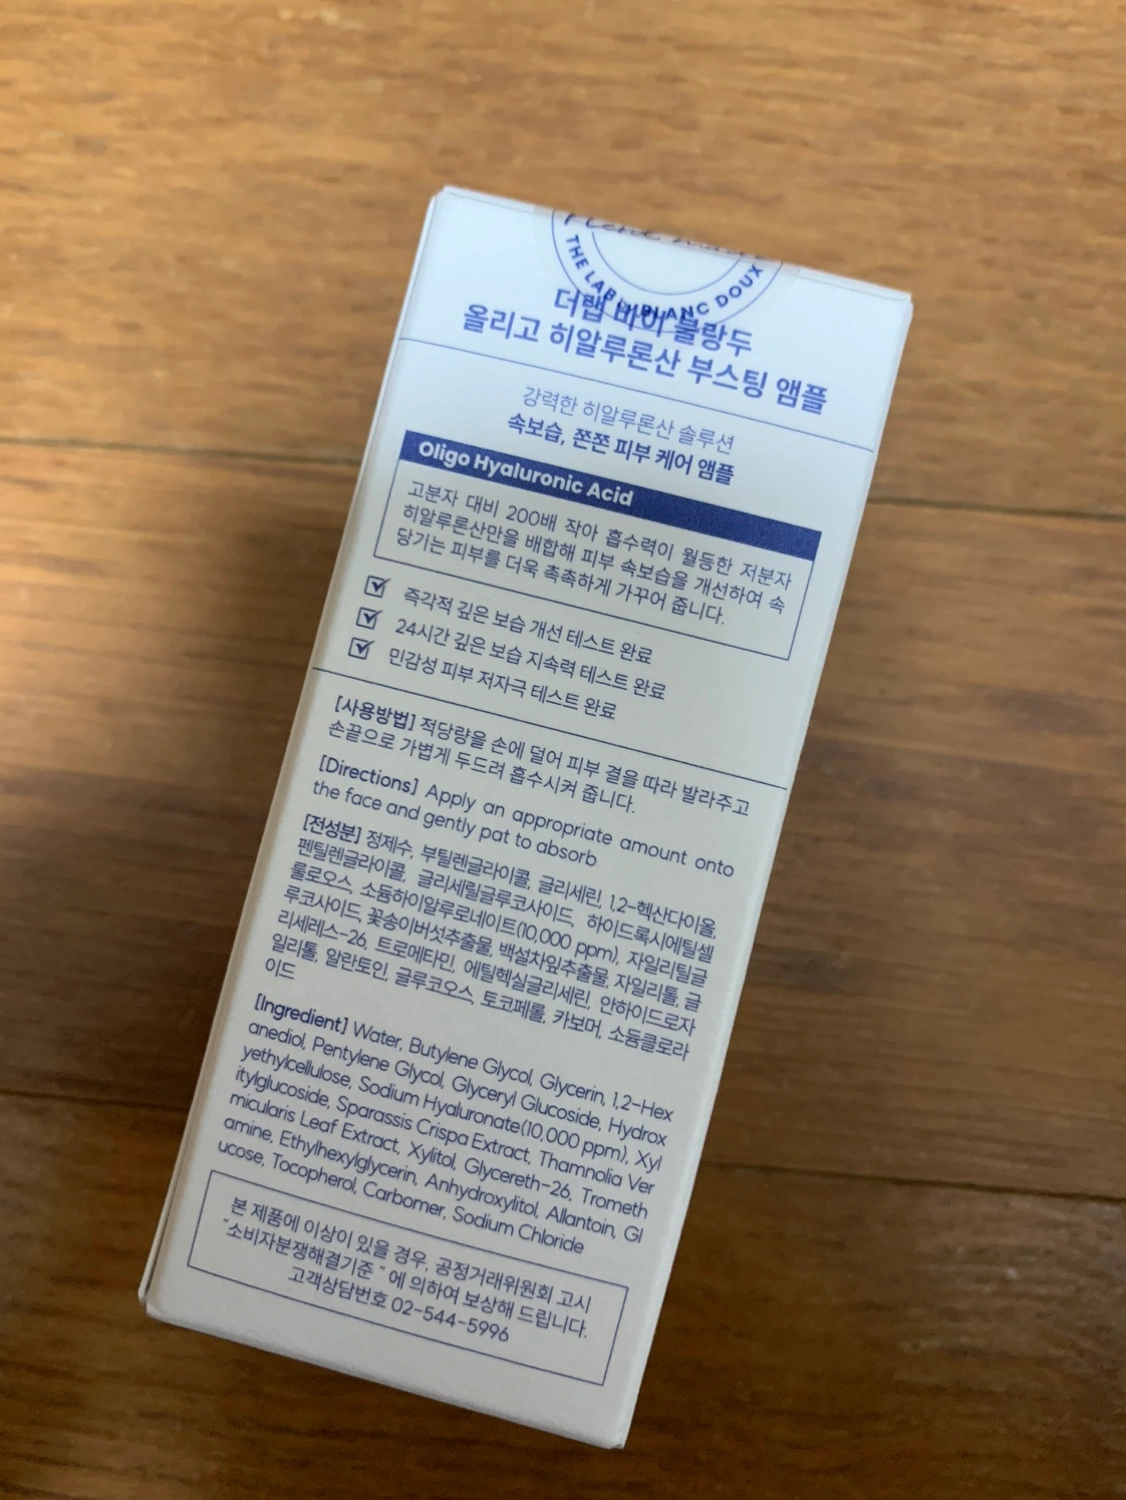 THE LAB by BLANC DOUX
더랩 바이 블랑두
올리고 히알루론산 부스팅 앰플
강력한 히알루론산 솔루션
속보습, 쫀쫀 피부 케어 앰플
Oligo Hyaluronic Acid
고분자 대비 200배 작아 흡수력이 월등한 저분자
히알루론산만을 배합해 피부 속보습을 개선하여 속
당기는 피부를 더욱 촉촉하게 가꾸어 줍니다.
즉각적 깊은 보습 개선 테스트 완료
24시간 깊은 보습 지속력 테스트 완료
민감성 피부 저자극 테스트 완료
[사용방법] 적당량을 손에 덜어 피부 결을 따라 발라주고
손끝으로 가볍게 두드려 흡수시켜 줍니다.
[Directions] Apply an appropriate amount onto
the face and gently pat to absorb
[전성분] 정제수, 부틸렌글라이콜, 글리세린, 1,2-헥산다이올,
펜틸렌글라이콜, 글리세릴글루코사이드, 하이드록시에틸셀
룰로오스, 소듐하이알루로네이트(10,000 ppm), 자일리틸글
루코사이드, 꽃송이버섯추출물, 백설차잎추출물, 자일리톨, 글
리세레스-26, 트로메타민, 에틸헥실글리세린, 안하이드로자
일리톨, 알란토인, 글루코오스, 토코페롤, 카보머, 소듐클로라
이드
[Ingredient] Water, Butylene Glycol, Glycerin, 1,2-Hex
anediol, Pentylene Glycol, Glyceryl Glucoside, Hydrox
yethylcellulose, Sodium Hyaluronate(10,000 ppm), Xyl
itylglucoside, Sparassis Crispa Extract, Thamnolia Ver
micularis Leaf Extract, Xylitol, Glycereth-26, Trometh
amine, Ethylhexylglycerin, Anhydroxylitol, Allantoin, Gl
ucose, Tocopherol, Carbomer, Sodium Chloride
본 제품에 이상이 있을 경우, 공정거래위원회 고시
"소비자분쟁해결기준 " 에 의하여 보상해 드립니다.
고객상담번호 02-544-5996